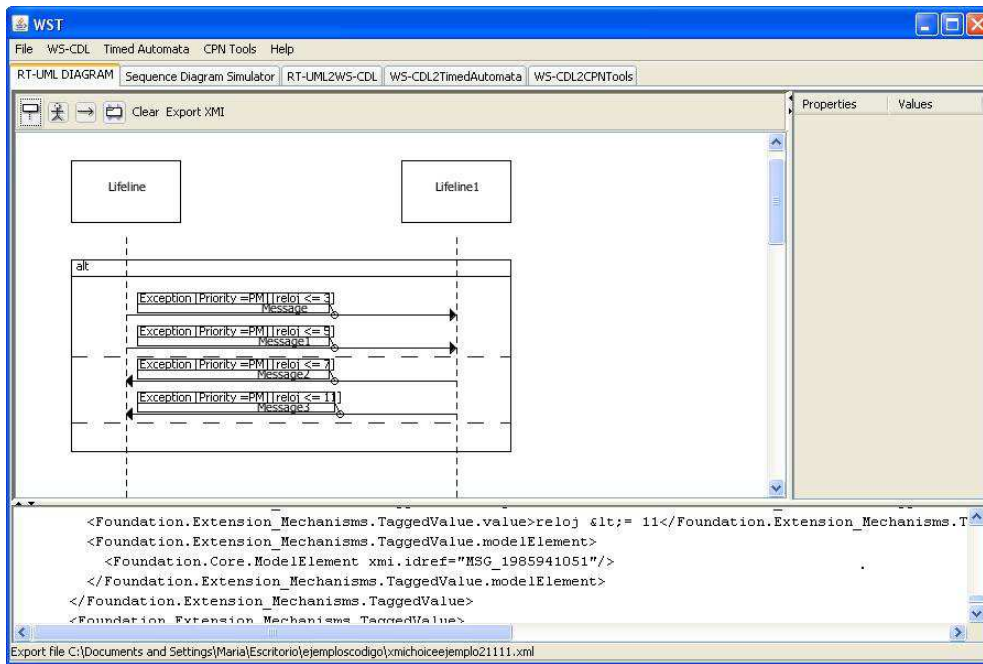 WST
File WS-CDL Timed Automata CPN Tools Help
RT-UML DIAGRAM Sequence Diagram Simulator RT-UML2WS-CDL WS-CDL2TimedAutomata WS-CDL2CPNTools
Clear Export XMI
Properties Values
Lifeline Lifeline1
alt
Exception [Priority =PM] [reloj <= 3]
Message
Exception [Priority =PM] [reloj <= 9]
Message1
Exception [Priority =PM] [reloj <= 7]
Message2
Exception [Priority =PM] [reloj <= 11]
Message3
<Foundation.Extension_Mechanisms.TaggedValue.value>reloj &lt;= 11</Foundation.Extension_Mechanisms.T
<Foundation.Extension_Mechanisms.TaggedValue.modelElement>
<Foundation.Core.ModelElement xmi.idref="MSG_1985941051"/>
</Foundation.Extension_Mechanisms.TaggedValue.modelElement>
</Foundation.Extension_Mechanisms.TaggedValue>
<Foundation.Extension_Mechanisms.TaggedValue>
Export file C:\Documents and Settings\Maria\Escritorio\ejemploscodigo\xmichoiceejemplo21111.xml